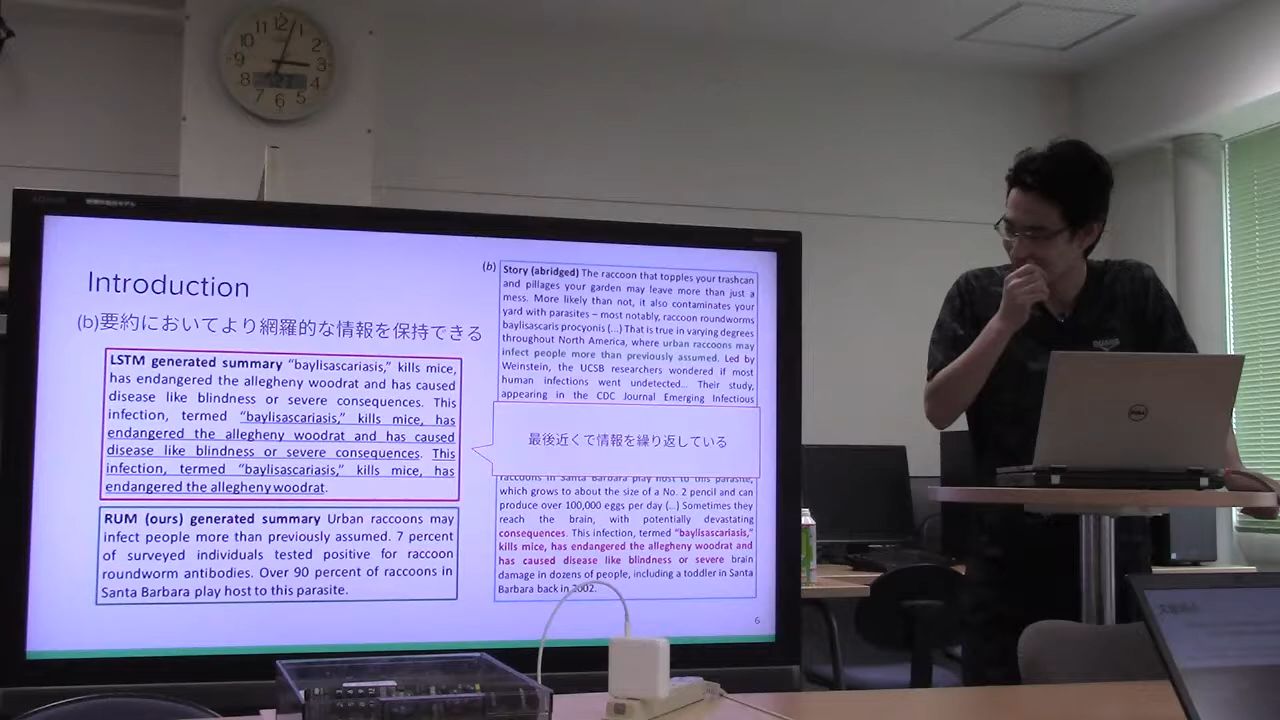 12
1
2
3
4
5
6
7
8
9
10
11
Introduction
(b)要約においてより網羅的な情報を保持できる
LSTM generated summary “baylisascariasis,” kills mice,
has endangered the allegheny woodrat and has caused
disease like blindness or severe consequences. This
infection, termed “baylisascariasis,” kills mice, has
endangered the allegheny woodrat and has caused
disease like blindness or severe consequences. This
infection, termed “baylisascariasis,” kills mice, has
endangered the allegheny woodrat.
RUM (ours) generated summary Urban raccoons may
infect people more than previously assumed. 7 percent
of surveyed individuals tested positive for raccoon
roundworm antibodies. Over 90 percent of raccoons in
Santa Barbara play host to this parasite.
(b)
Story (abridged) The raccoon that topples your trashcan
and pillages your garden may leave more than just a
mess. More likely than not, it also contaminates your
yard with parasites – most notably, raccoon roundworms
baylisascaris procyonis (...) That is true in varying degrees
throughout North America, where urban raccoons may
infect people more than previously assumed. Led by
Weinstein, the UCSB researchers wondered if most
human infections went undetected... Their study,
appearing in the CDC Journal Emerging Infectious
最後近くで情報を繰り返している
raccoons in Santa Barbara play host to this parasite,
which grows to about the size of a No. 2 pencil and can
produce over 100,000 eggs per day (...) Sometimes they
reach the brain, with potentially devastating
consequences. This infection, termed “baylisascariasis,”
kills mice, has endangered the allegheny woodrat and
has caused disease like blindness or severe brain
damage in dozens of people, including a toddler in Santa
Barbara back in 2002.
6
DELL